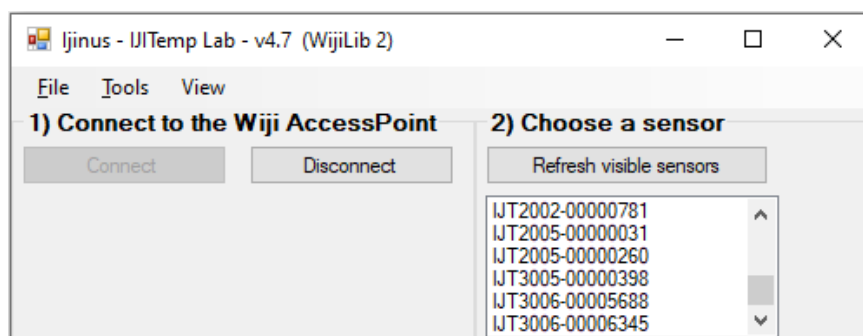 Ijinus - IJITemp Lab - v4.7 (WijiLib 2)
File Tools View
1) Connect to the Wiji AccessPoint
Connect Disconnect
2) Choose a sensor
Refresh visible sensors
IJT2002-00000781
IJT2005-00000031
IJT2005-00000260
IJT3005-00000398
IJT3006-00005688
IJT3006-00006345